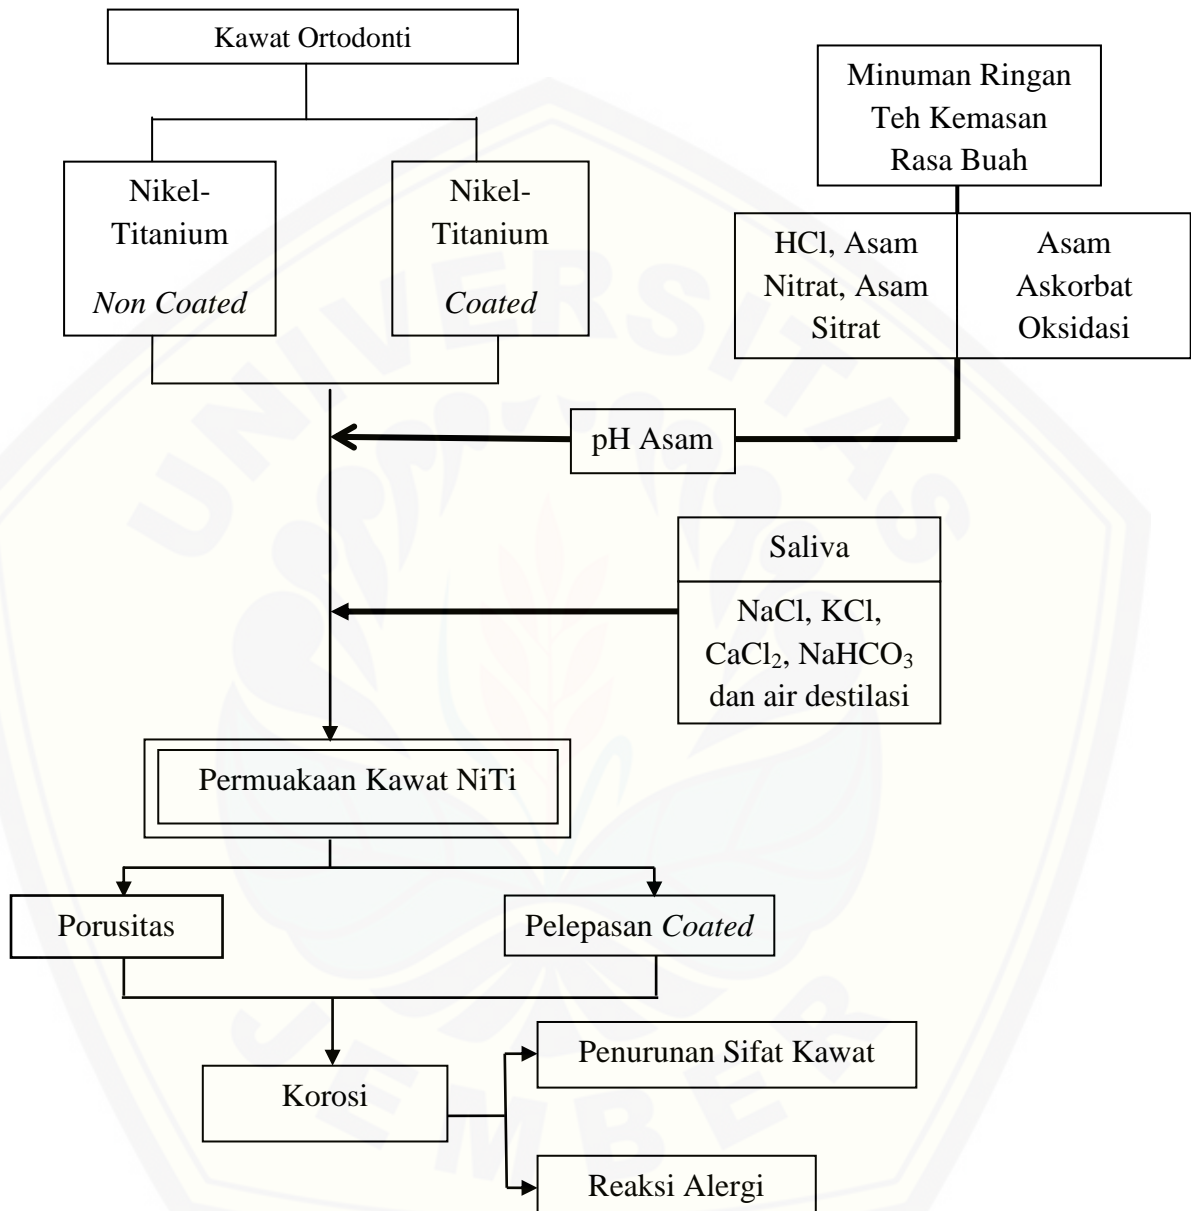 Kawat Ortodonti
Minuman Ringan
Teh Kemasan
Rasa Buah
Nikel-
Titanium
Non Coated
Nikel-
Titanium
Coated
HCl, Asam
Nitrat, Asam
Sitrat
Asam
Askorbat
Oksidasi
pH Asam
Saliva
NaCl, KCl,
CaCl₂, NaHCO₃
dan air destilasi
Permuakaan Kawat NiTi
Porusitas
Pelepasan Coated
Korosi
Penurunan Sifat Kawat
Reaksi Alergi
UNIVERSITAS
JEMBER